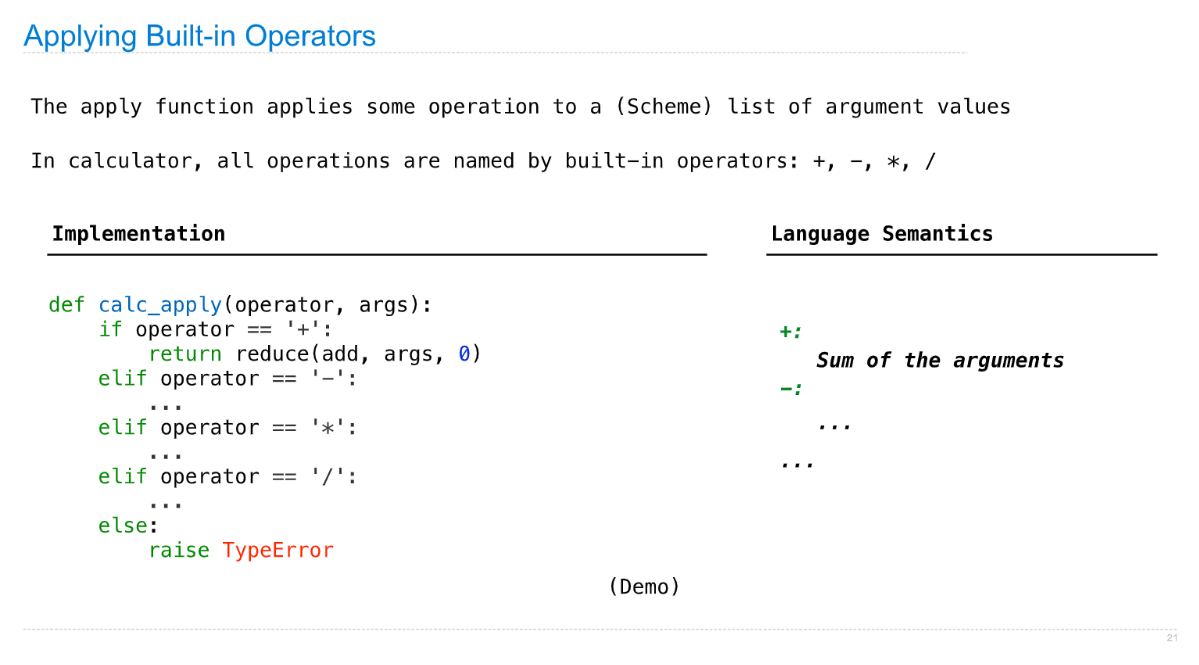 Applying Built-in Operators
The apply function applies some operation to a (Scheme) list of argument values
In calculator, all operations are named by built-in operators: +, -, *, /
Implementation
def calc_apply(operator, args):
    if operator == '+':
        return reduce(add, args, 0)
    elif operator == '-':
        ...
    elif operator == '*':
        ...
    elif operator == '/':
        ...
    else:
        raise TypeError
Language Semantics
+:
Sum of the arguments
-:
...
...
(Demo)
21